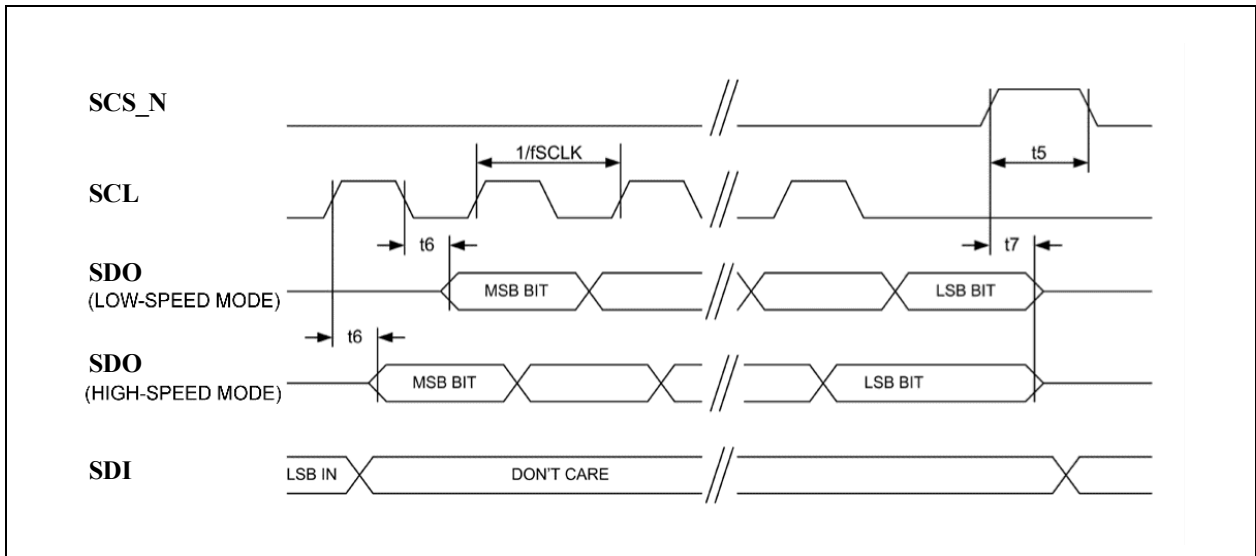 SCS_N
1/fSCLK
t5
SCL
t6
t7
SDO
(LOW-SPEED MODE)
MSB BIT
LSB BIT
t6
SDO
(HIGH-SPEED MODE)
MSB BIT
LSB BIT
SDI
LSB IN
DON'T CARE